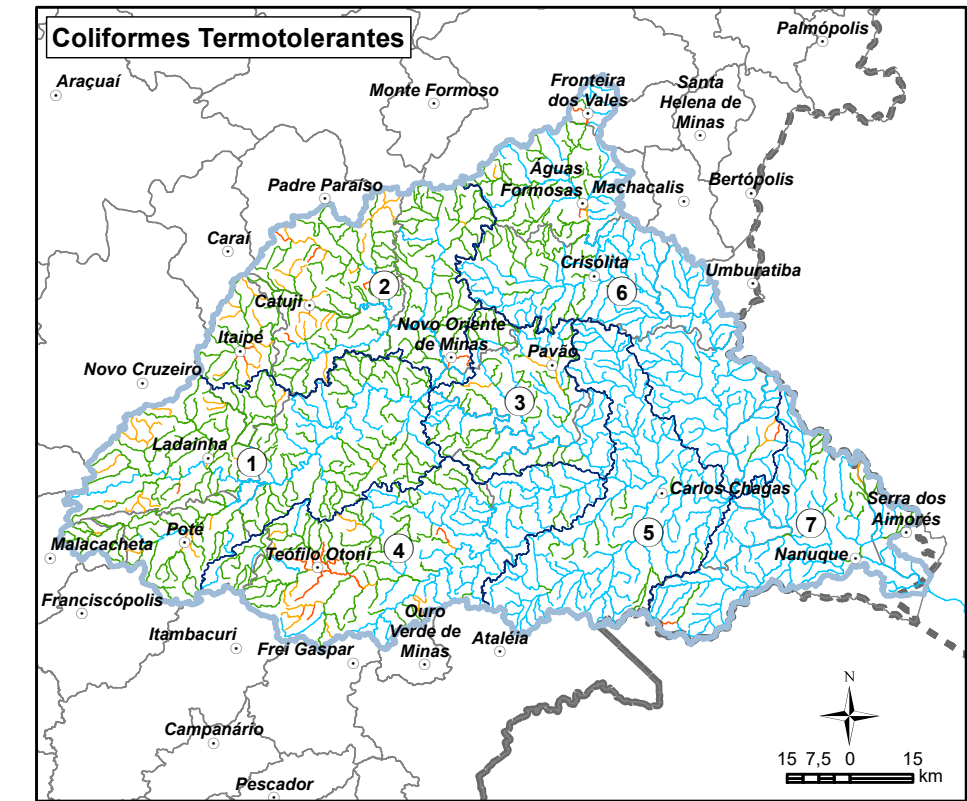 Coliformes Termotolerantes
Palmópolis
Araçuaí
Monte Formoso
Fronteira
dos Vales
Santa
Helena de
Minas
Águas
Formosas
Machacalis
Bertópolis
Padre Paraíso
Caraí
Crisólita
Umburatiba
2
6
Catuji
Novo Oriente
de Minas
Itaipé
Pavão
Novo Cruzeiro
3
Ladainha
1
Carlos Chagas
Serra dos
Aimorés
Poté
Malacacheta
Teófilo Otoni
4
5
7
Nanuque
Franciscópolis
Itambacuri
Ouro
Verde de
Minas
Frei Gaspar
Ataléia
Campanário
Pescador
N
15 7,5 0 15
km